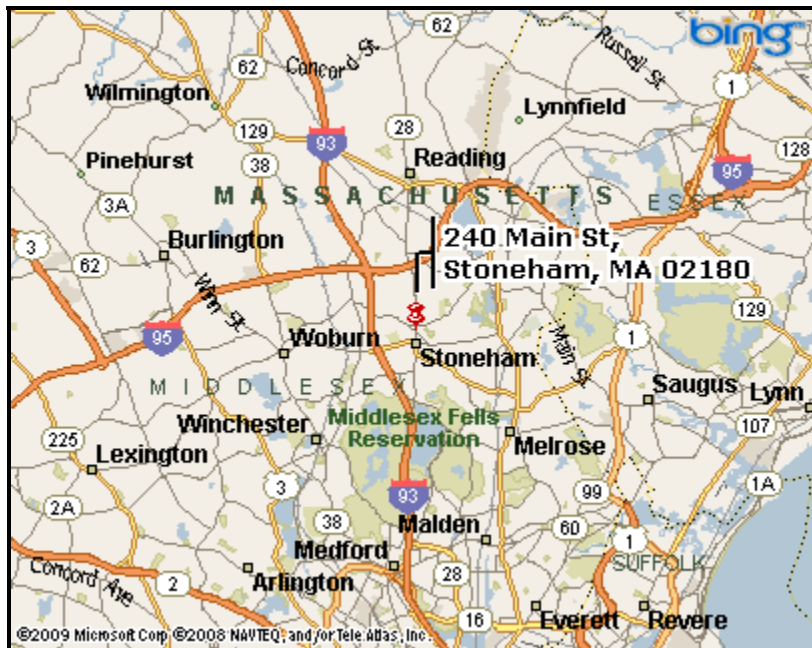 62
bing
Concord St.
Russell St.
62
1
Wilmington
Lynnfield
129
28
93
128
38
Pinehurst
Reading
95
MASSACHUSETTS
ESSEX
3A
3
Burlington
240 Main St,
Stoneham, MA 02180
62
Winn St.
129
95
Woburn
Stoneham
Main St.
1
MIDDLESEX
Saugus
Lynn
Winchester
Middlesex Fells
Reservation
107
225
Melrose
Lexington
3
93
99
1A
2A
38
Malden
60
1
Medford
SUFFOLK
Concord Ave
2
Arlington
28
16
Everett
Revere
©2009 Microsoft Corp ©2008 NAVTEQ, and/or Tele Atlas, Inc.